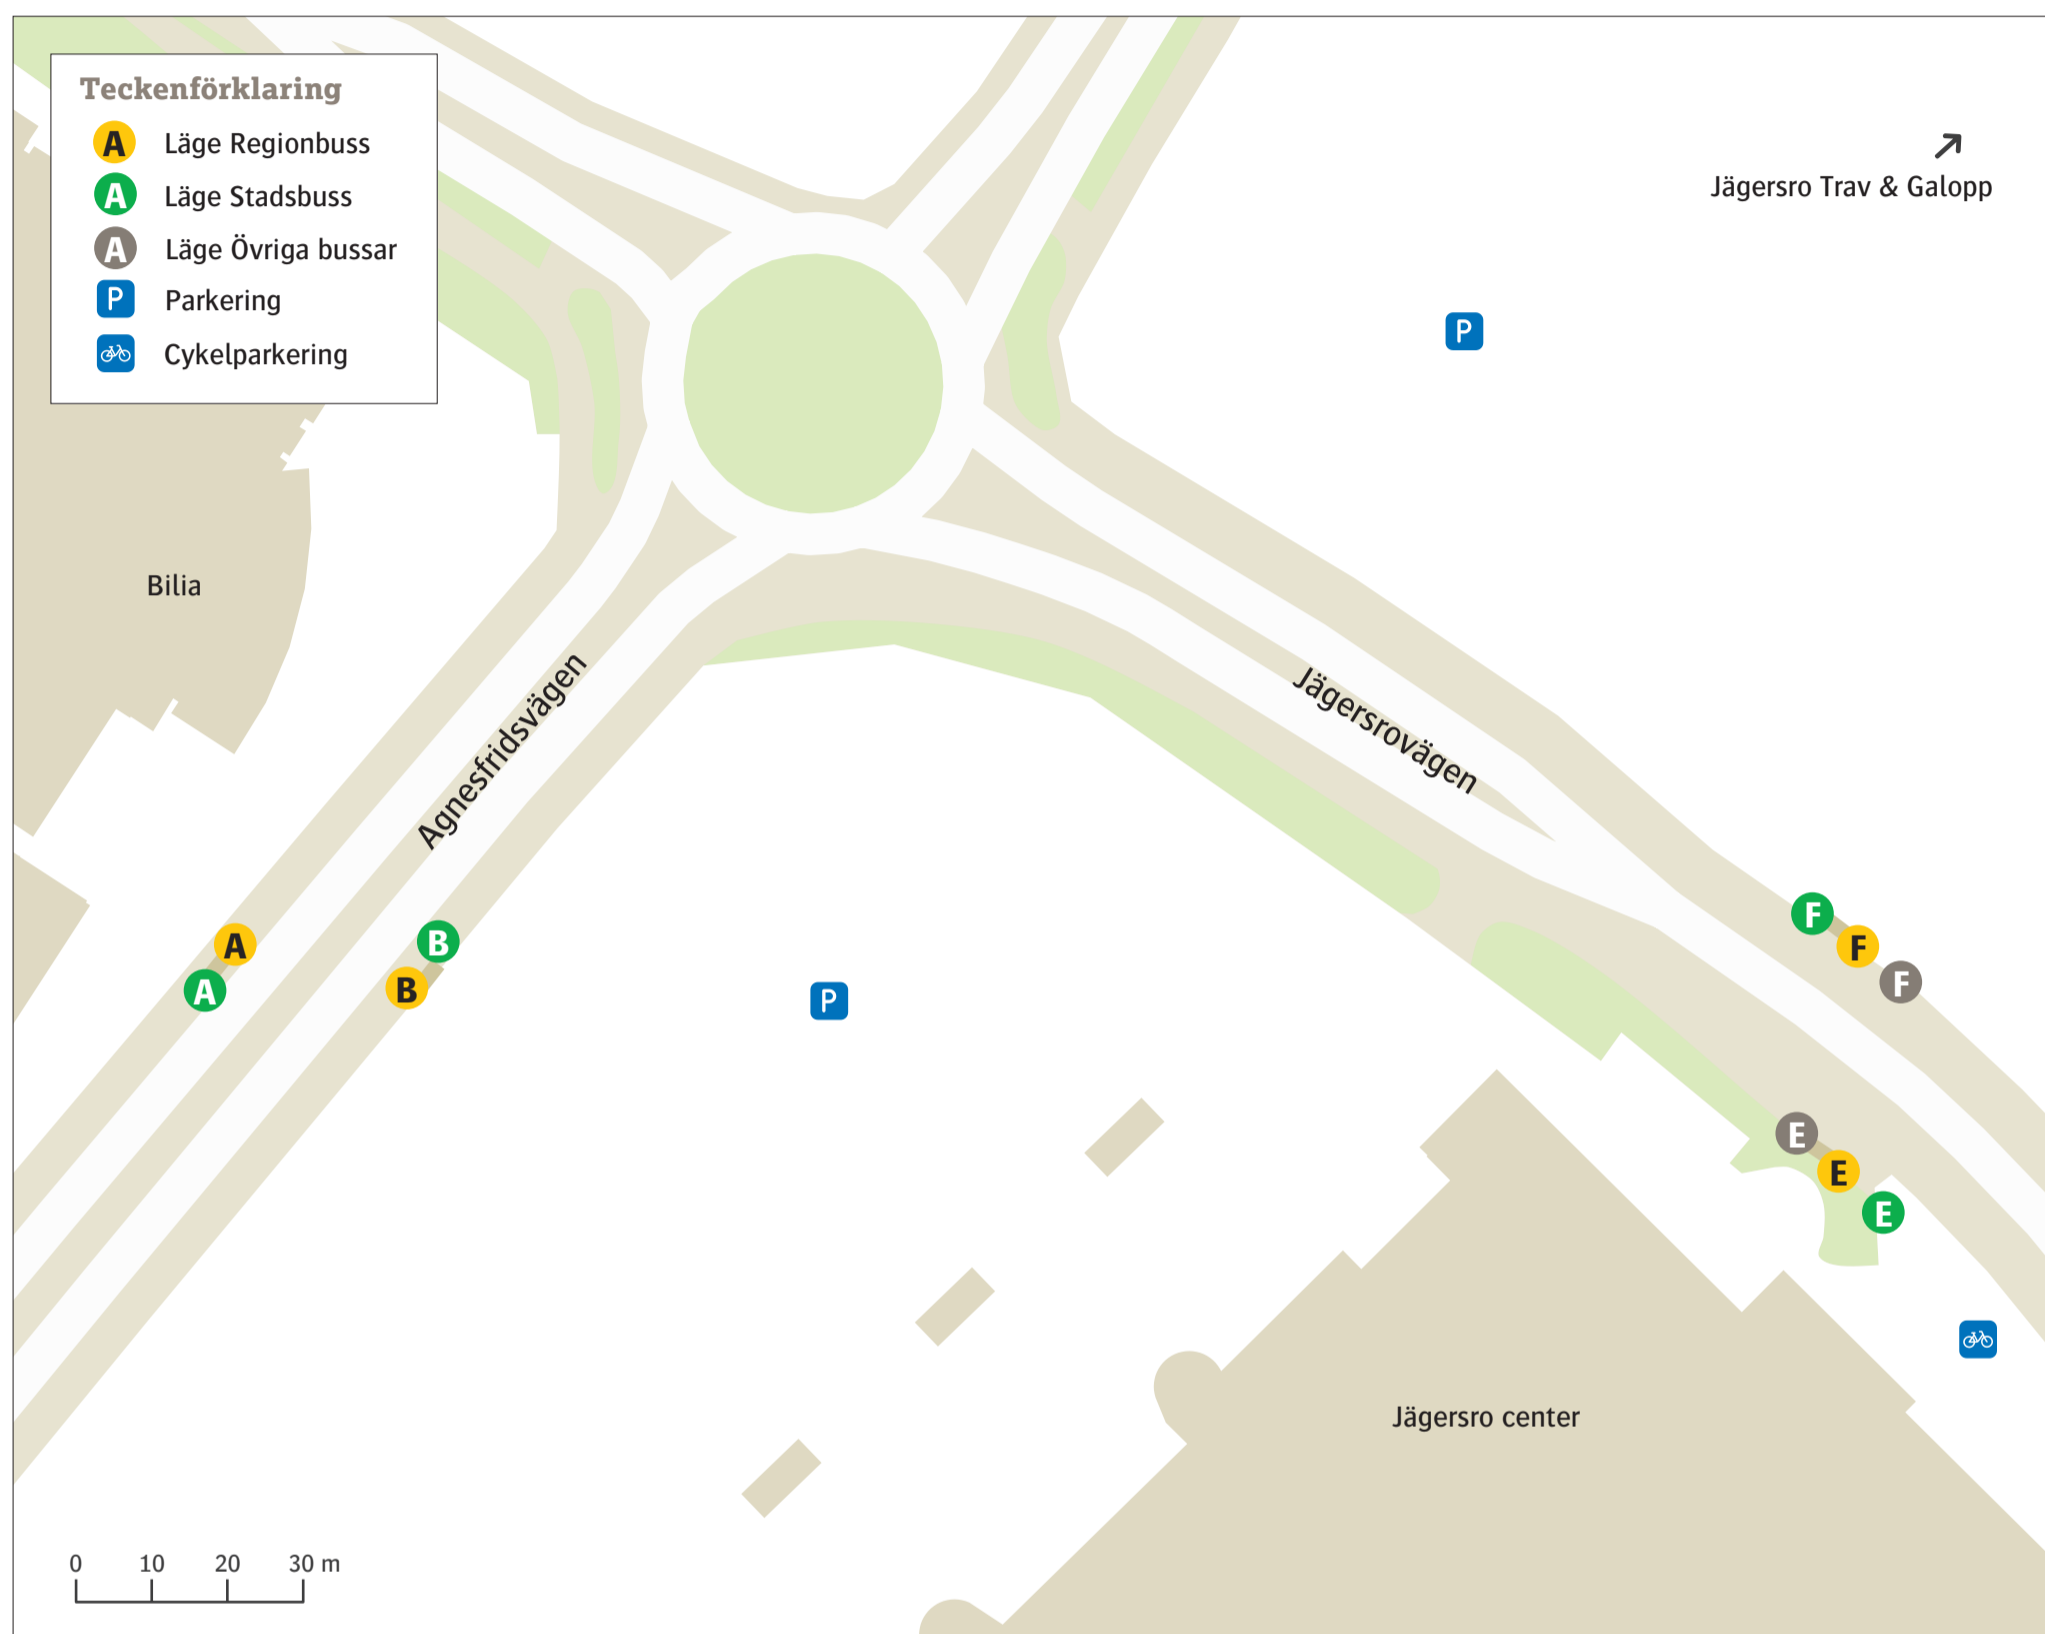 Teckenförklaring
A Läge Regionbuss
A Läge Stadsbuss
A Läge Övriga bussar
P Parkering
Cykelparkering
Jägersro Trav & Galopp
P
Bilia
Agnesfridsvägen
Jägersrovägen
A
A
B
B
P
F
F
F
E
E
E
Jägersro center
0 10 20 30 m